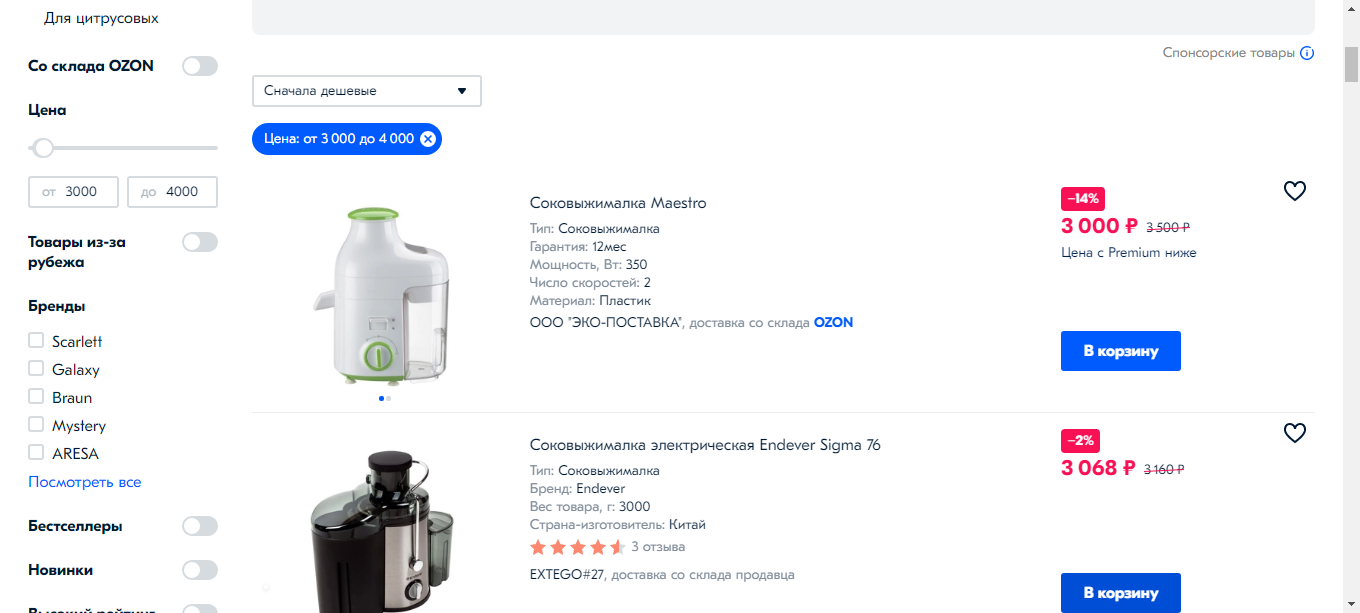 Для цитрусовых
Со склада OZON
Цена
от 3000
до 4000
Товары из-за
рубежа
Бренды
Scarlett
Galaxy
Braun
Mystery
ARESA
Посмотреть все
Бестселлеры
Новинки
Высокий рейтинг
Спонсорские товары
Сначала дешевые
Цена: от 3 000 до 4 000
Соковыжималка Maestro
Тип: Соковыжималка
Гарантия: 12мес
Мощность, Вт: 350
Число скоростей: 2
Материал: Пластик
ООО "ЭКО-ПОСТАВКА", доставка со склада OZON
–14%
3 000 ₽ 3 500 ₽
Цена с Premium ниже
В корзину
Соковыжималка электрическая Endever Sigma 76
Тип: Соковыжималка
Бренд: Endever
Вес товара, г: 3000
Страна-изготовитель: Китай
3 отзыва
EXTEGO#27, доставка со склада продавца
–2%
3 068 ₽ 3 160 ₽
В корзину